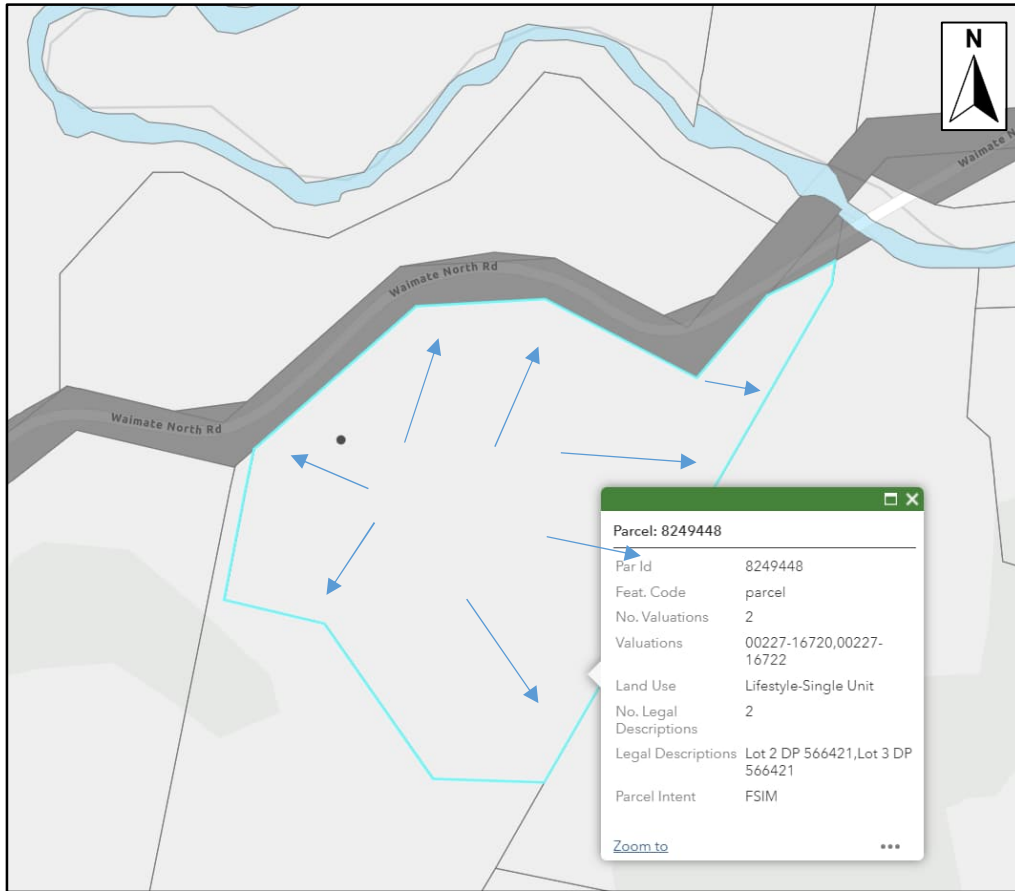 N
Waimate N
Waimate North Rd
Waimate North Rd
Parcel: 8249448
Par Id 8249448
Feat. Code parcel
No. Valuations 2
Valuations 00227-16720,00227-
16722
Land Use Lifestyle-Single Unit
No. Legal 2
Descriptions
Legal Descriptions Lot 2 DP 566421,Lot 3 DP
566421
Parcel Intent FSIM
Zoom to